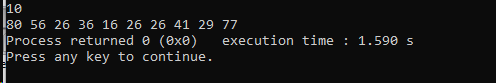 10
80 56 26 36 16 26 26 41 29 77
Process returned 0 (0x0)   execution time : 1.590 s
Press any key to continue.